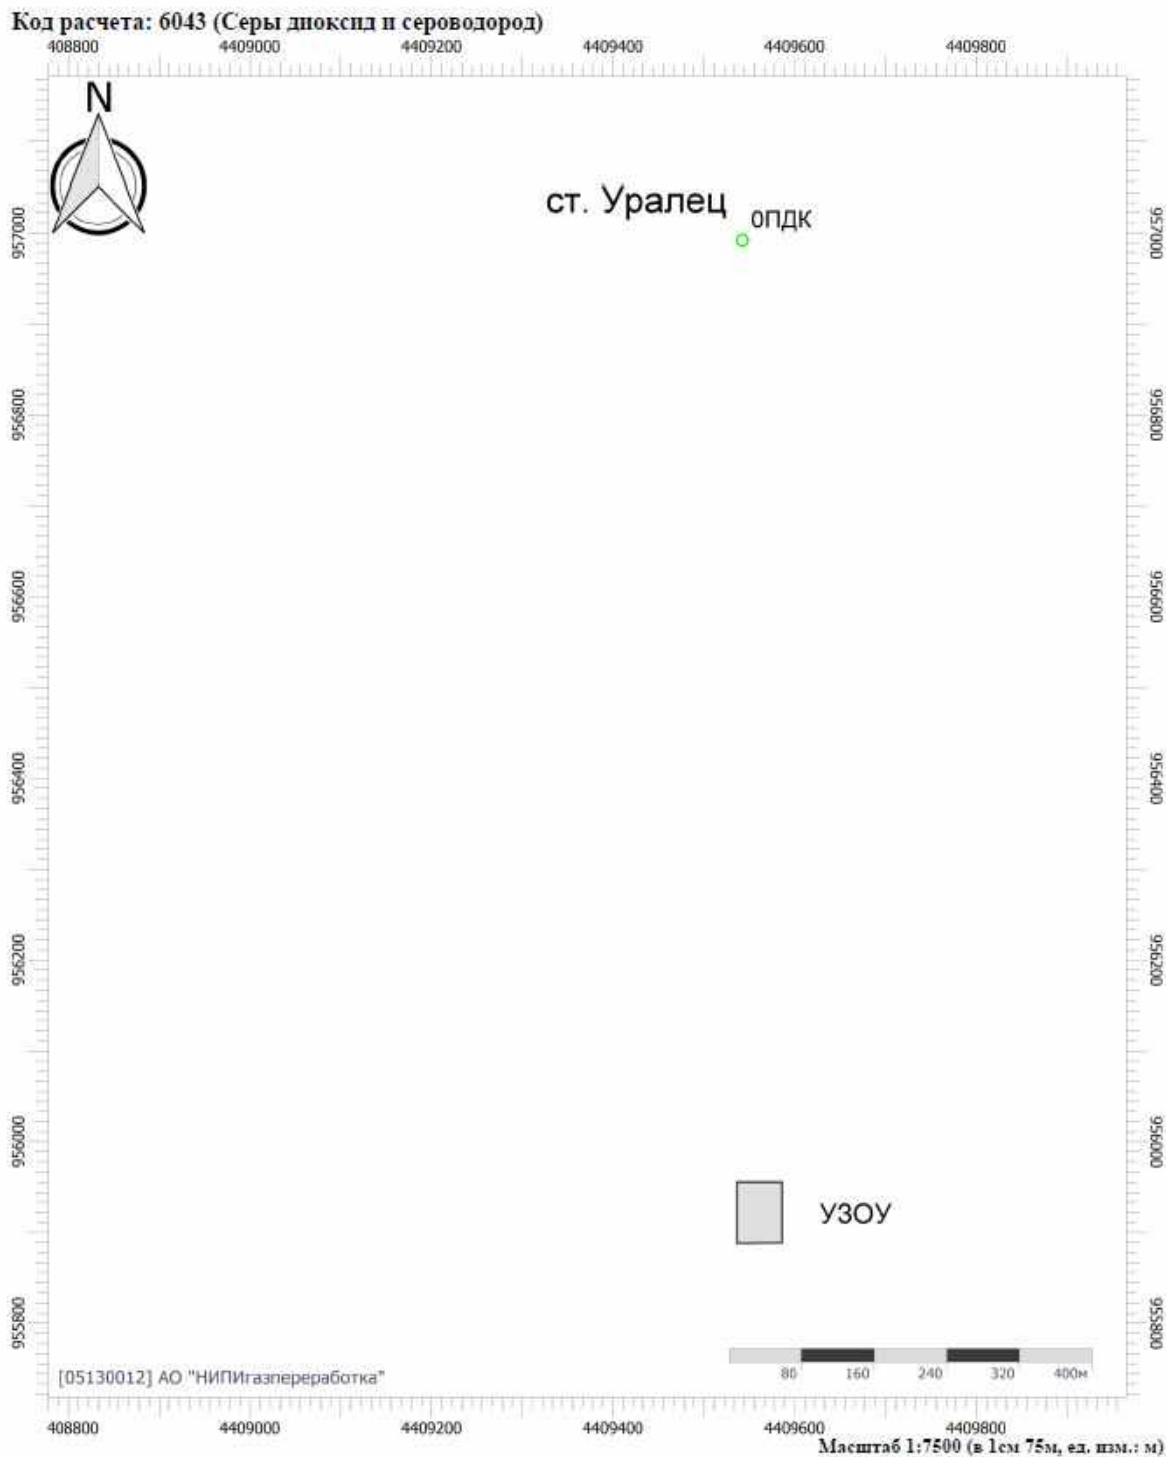 Код расчета: 6043 (Серы диоксид и сероводород)
408800 4409000 4409200 4409400 4409600 4409800
N
ст. Уралец
0ПДК
957000 957000
956800 956800
956600 956600
956400 956400
956200 956200
956000 956000
УЗОУ
955800 955800
80 160 240 320 400м
[05130012] АО "НИПИгазпереработка"
408800 4409000 4409200 4409400 4409600 4409800
Масштаб 1:7500 (в 1см 75м, ед. изм.: м)